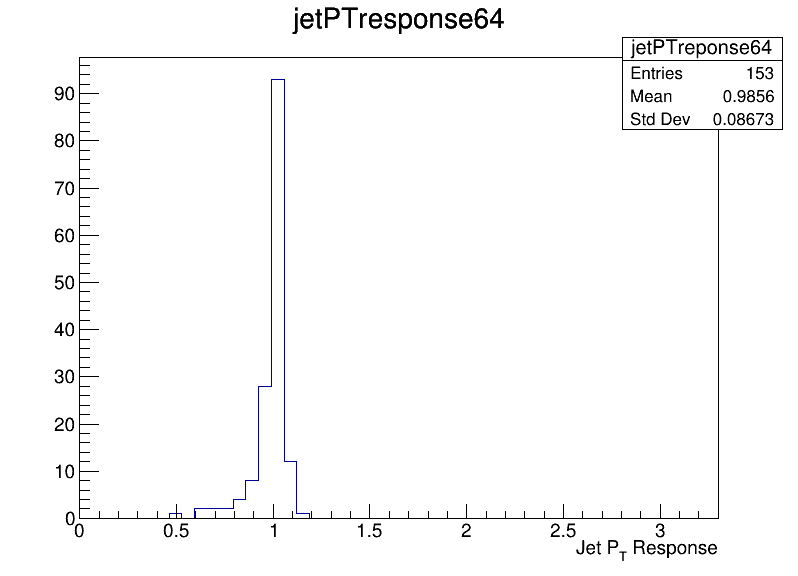 jetPTresponse64
jetPTreponse64
Entries 153
Mean 0.9856
Std Dev 0.08673
90
80
70
60
50
40
30
20
10
0
0 0.5 1 1.5 2 2.5 3
Jet P_T Response